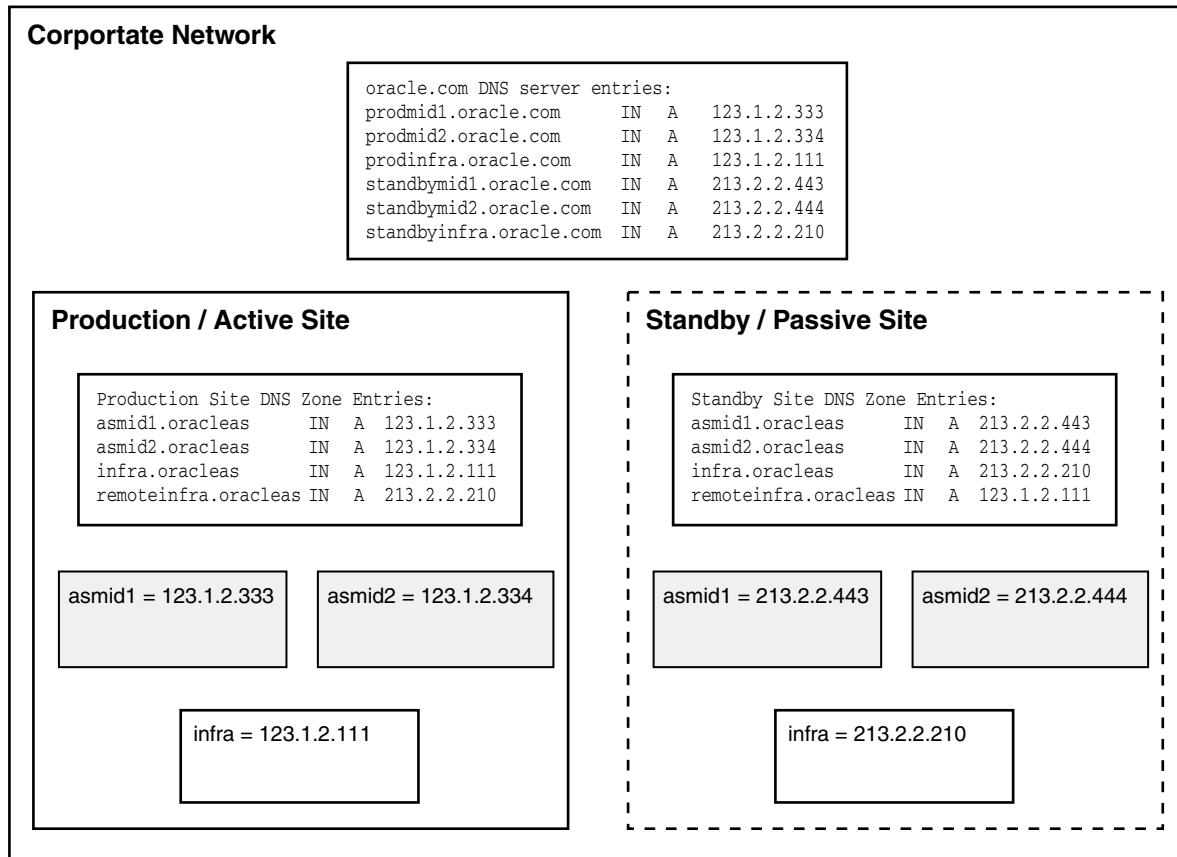 Corportate Network
oracle.com DNS server entries:
prodmid1.oracle.com IN A 123.1.2.333
prodmid2.oracle.com IN A 123.1.2.334
prodinfra.oracle.com IN A 123.1.2.111
standbymid1.oracle.com IN A 213.2.2.443
standbymid2.oracle.com IN A 213.2.2.444
standbyinfra.oracle.com IN A 213.2.2.210
Production / Active Site
Production Site DNS Zone Entries:
asmid1.oracleas IN A 123.1.2.333
asmid2.oracleas IN A 123.1.2.334
infra.oracleas IN A 123.1.2.111
remoteinfra.oracleas IN A 213.2.2.210
asmid1 = 123.1.2.333
asmid2 = 123.1.2.334
infra = 123.1.2.111
Standby / Passive Site
Standby Site DNS Zone Entries:
asmid1.oracleas IN A 213.2.2.443
asmid2.oracleas IN A 213.2.2.444
infra.oracleas IN A 213.2.2.210
remoteinfra.oracleas IN A 123.1.2.111
asmid1 = 213.2.2.443
asmid2 = 213.2.2.444
infra = 213.2.2.210